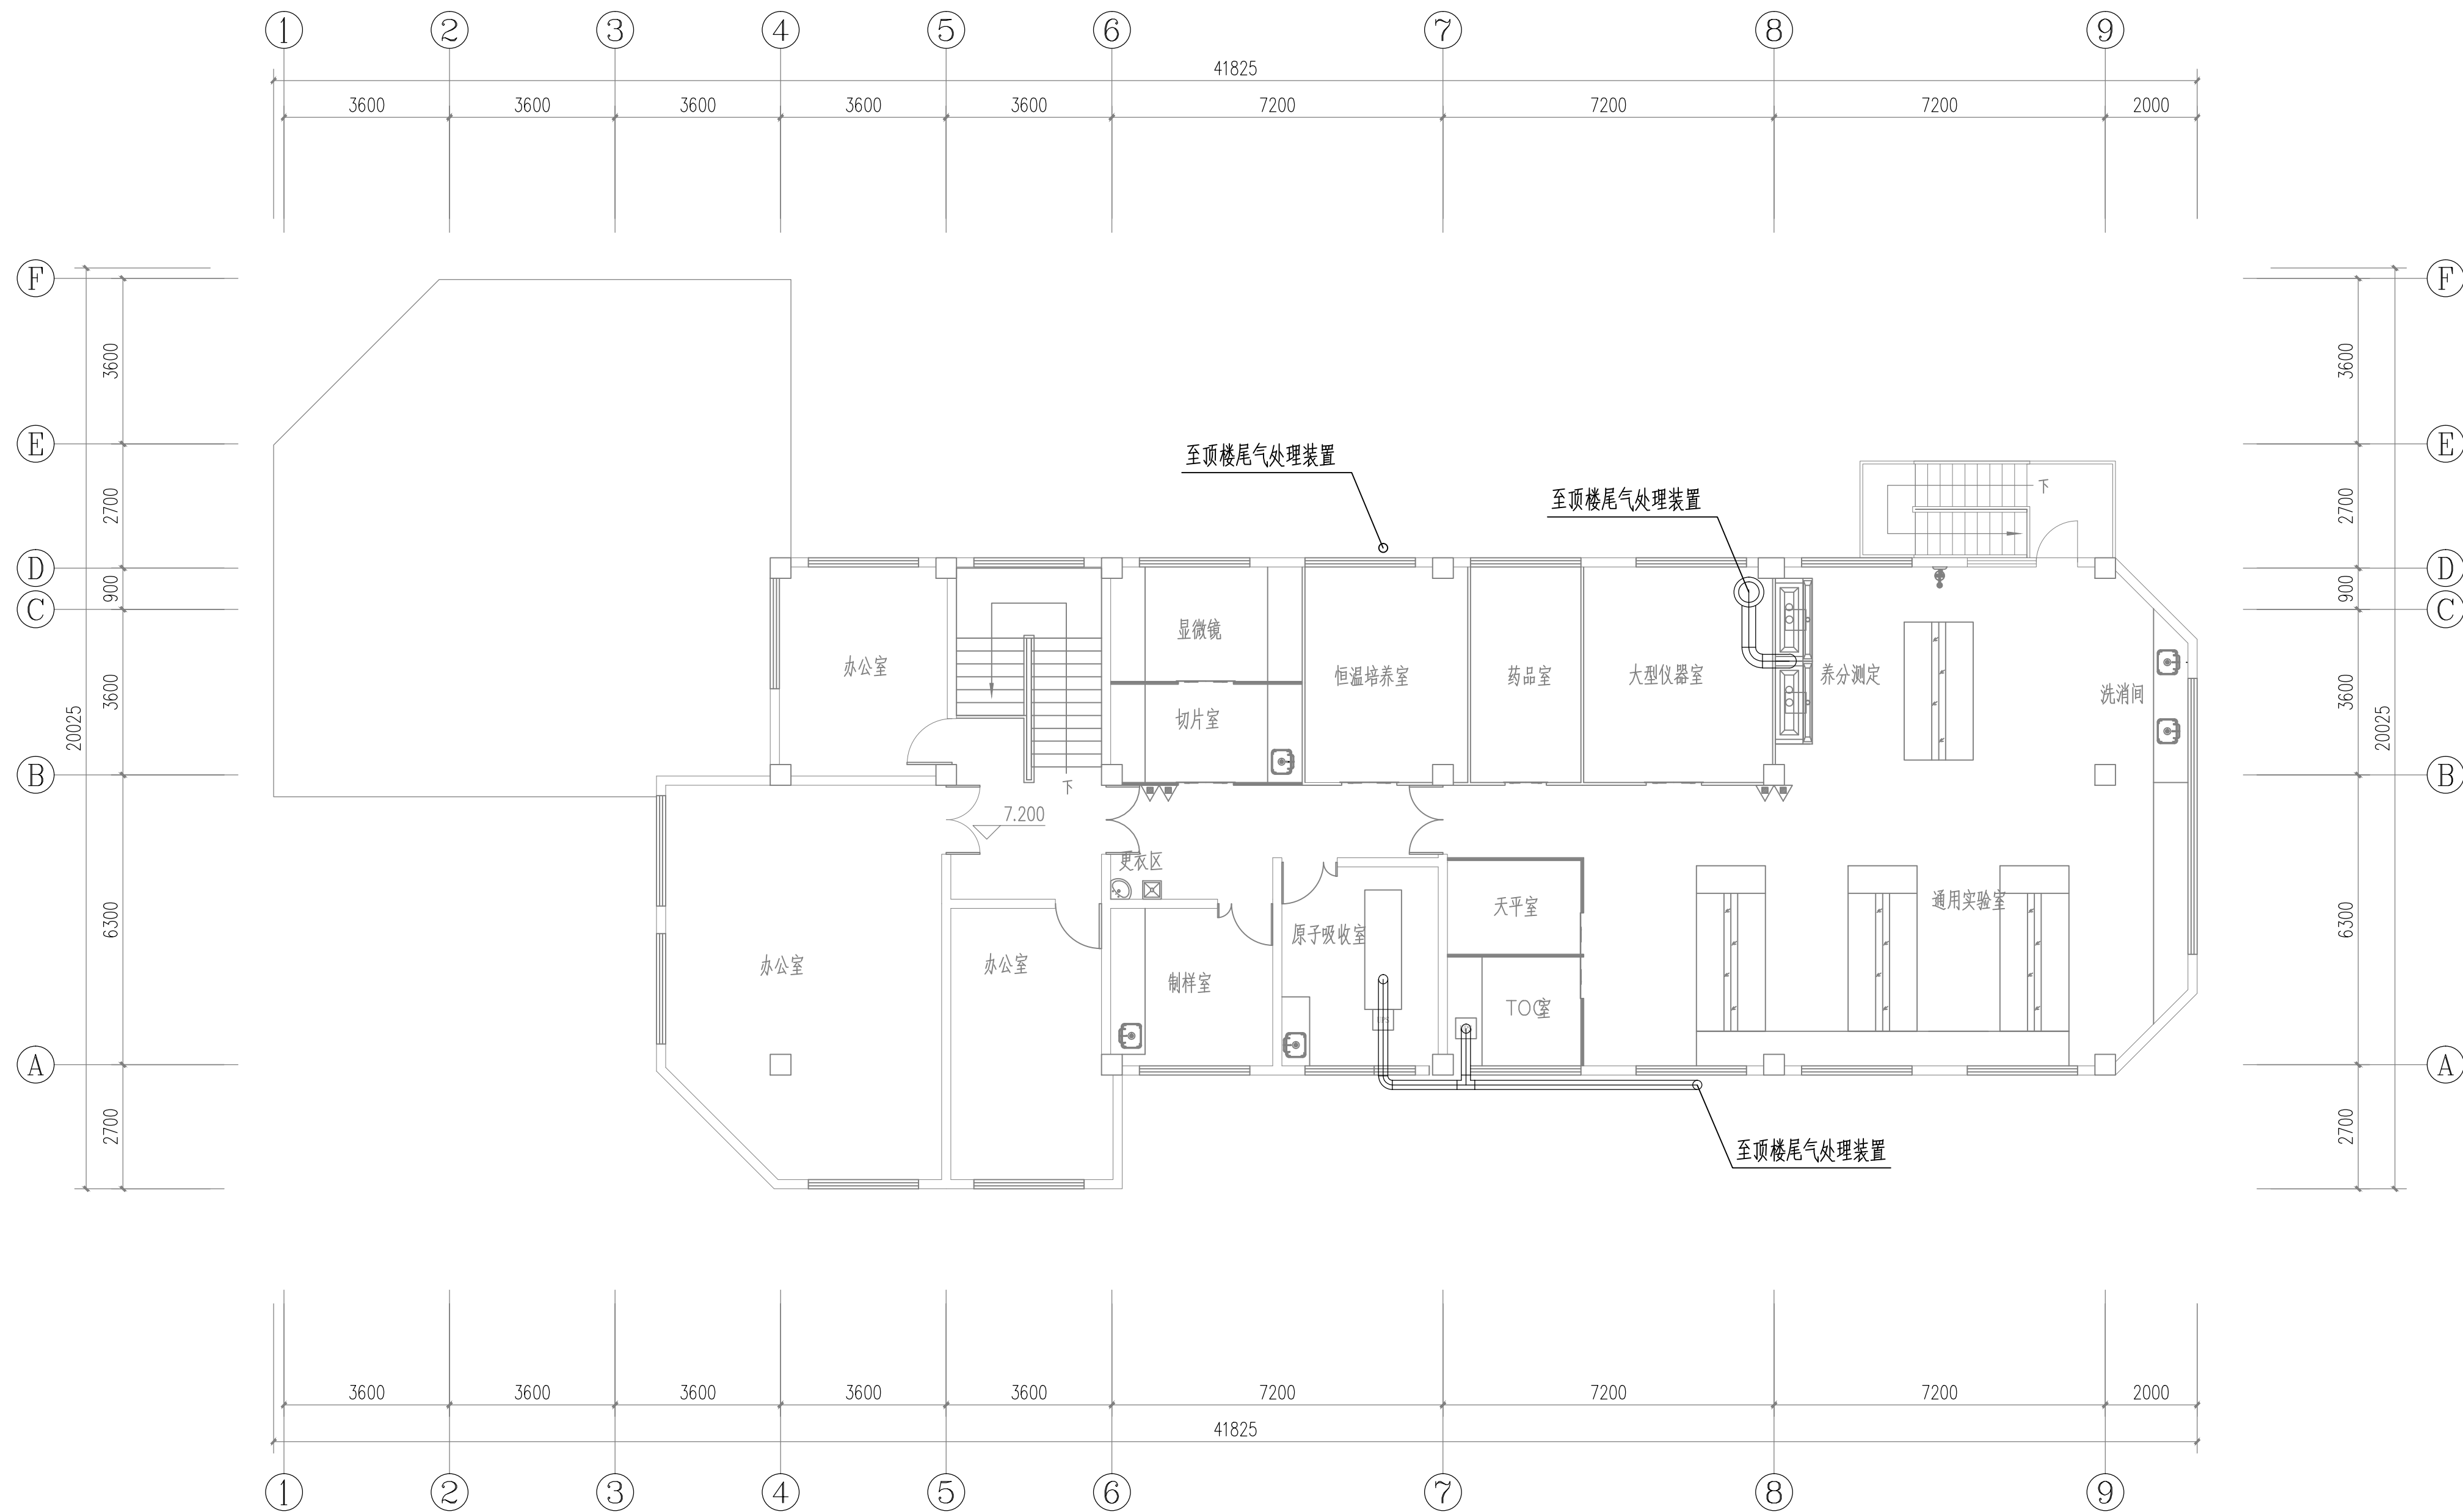 1 2 3 4 5 6 7 8 9
41825
3600 3600 3600 3600 3600 7200 7200 7200 2000
F F
3600 3600
E E
至顶楼尾气处理装置
至顶楼尾气处理装置
下
2700 2700
D D
900 900
C C
显微镜
办公室 恒温培养室 药品室 大型仪器室 养分测定
洗消间
3600 3600
切片室
20025 20025
B B
下
7.200
更衣区
通用实验室
天平室
6300 6300
原子吸收室
办公室 办公室
制样室
TOC室
A A
2700 2700
至顶楼尾气处理装置
3600 3600 3600 3600 3600 7200 7200 7200 2000
41825
1 2 3 4 5 6 7 8 9